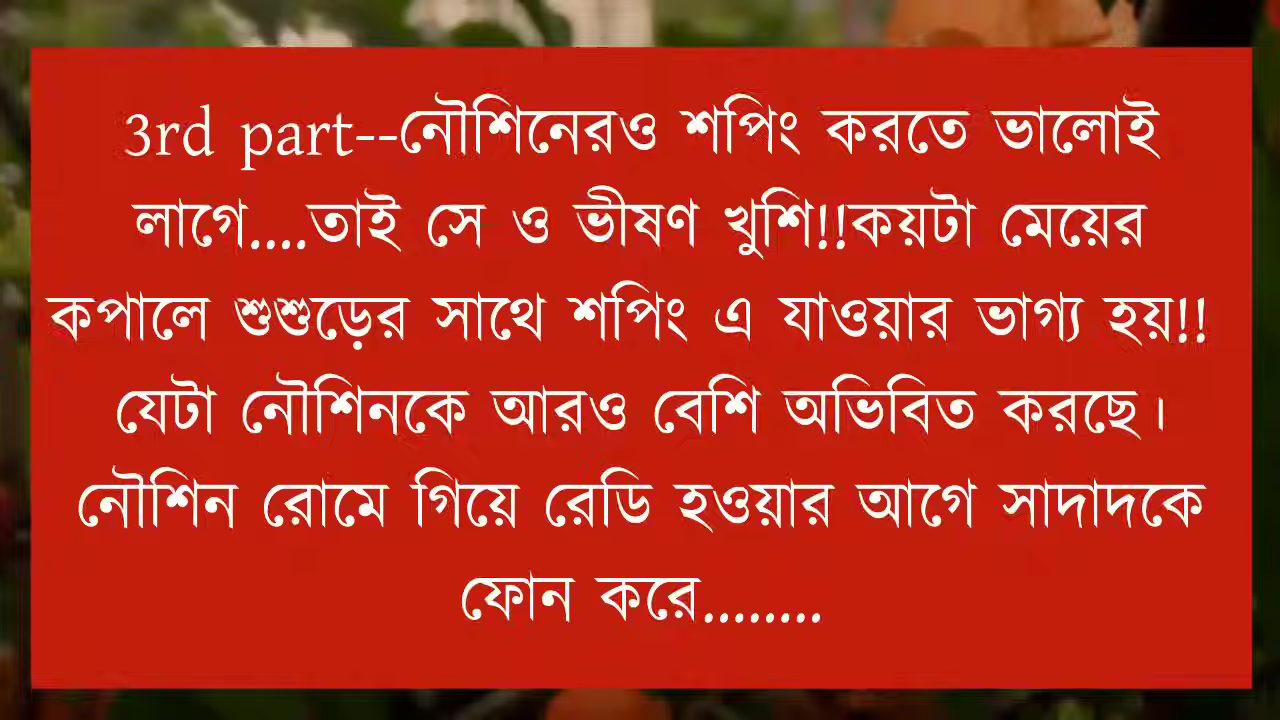 3rd part--নৌশিনেরও শপিং করতে ভালোই
লাগে....তাই সে ও ভীষণ খুশি!!কয়টা মেয়ের
কপালে শুশুড়ের সাথে শপিং এ যাওয়ার ভাগ্য হয়!!
যেটা নৌশিনকে আরও বেশি অভিবিত করছে।
নৌশিন রোমে গিয়ে রেডি হওয়ার আগে সাদাদকে
ফোন করে........